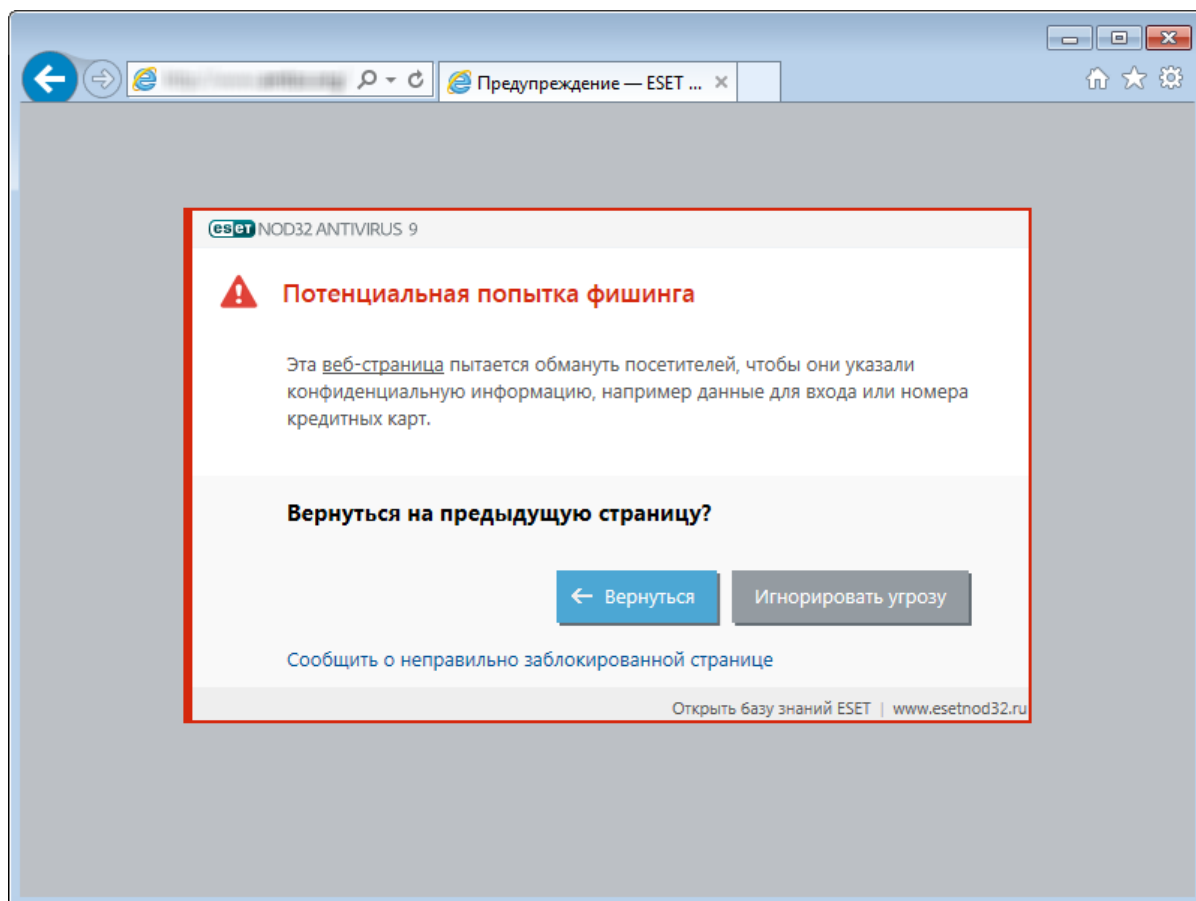 Предупреждение — ESET ...
eset NOD32 ANTIVIRUS 9
Потенциальная попытка фишинга
Эта веб-страница пытается обмануть посетителей, чтобы они указали
конфиденциальную информацию, например данные для входа или номера
кредитных карт.
Вернуться на предыдущую страницу?
← Вернуться
Игнорировать угрозу
Сообщить о неправильно заблокированной странице
Открыть базу знаний ESET | www.esetnod32.ru